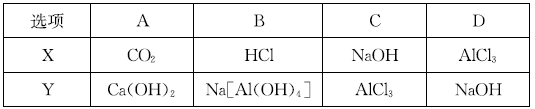 选项 A B C D
X CO₂ HCl NaOH AlCl₃
Y Ca(OH)₂ Na[Al(OH)₄] AlCl₃ NaOH